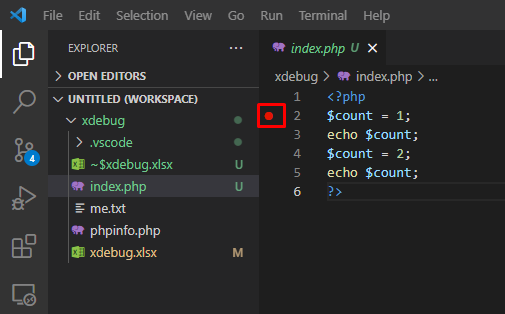 File Edit Selection View Go Run Terminal Help
EXPLORER ...
OPEN EDITORS
UNTITLED (WORKSPACE)
xdebug
.vscode
~$xdebug.xlsx U
index.php U
me.txt
phpinfo.php
xdebug.xlsx M
4
index.php U
xdebug > index.php > ...
1 <?php
2 $count = 1;
3 echo $count;
4 $count = 2;
5 echo $count;
6 ?>